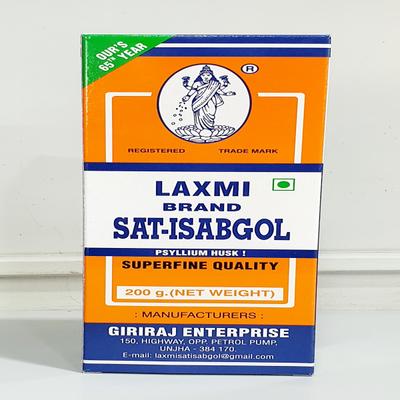 OUR'S
65TH YEAR
®
REGISTERED TRADE MARK
LAXMI
BRAND
SAT-ISABGOL
PSYLLIUM HUSK !
SUPERFINE QUALITY
200 g.(NET WEIGHT)
: MANUFACTURERS :
GIRIRAJ ENTERPRISE
150, HIGHWAY, OPP. PETROL PUMP,
UNJHA - 384 170.
E-mail: laxmisatisabgol@gmail.com